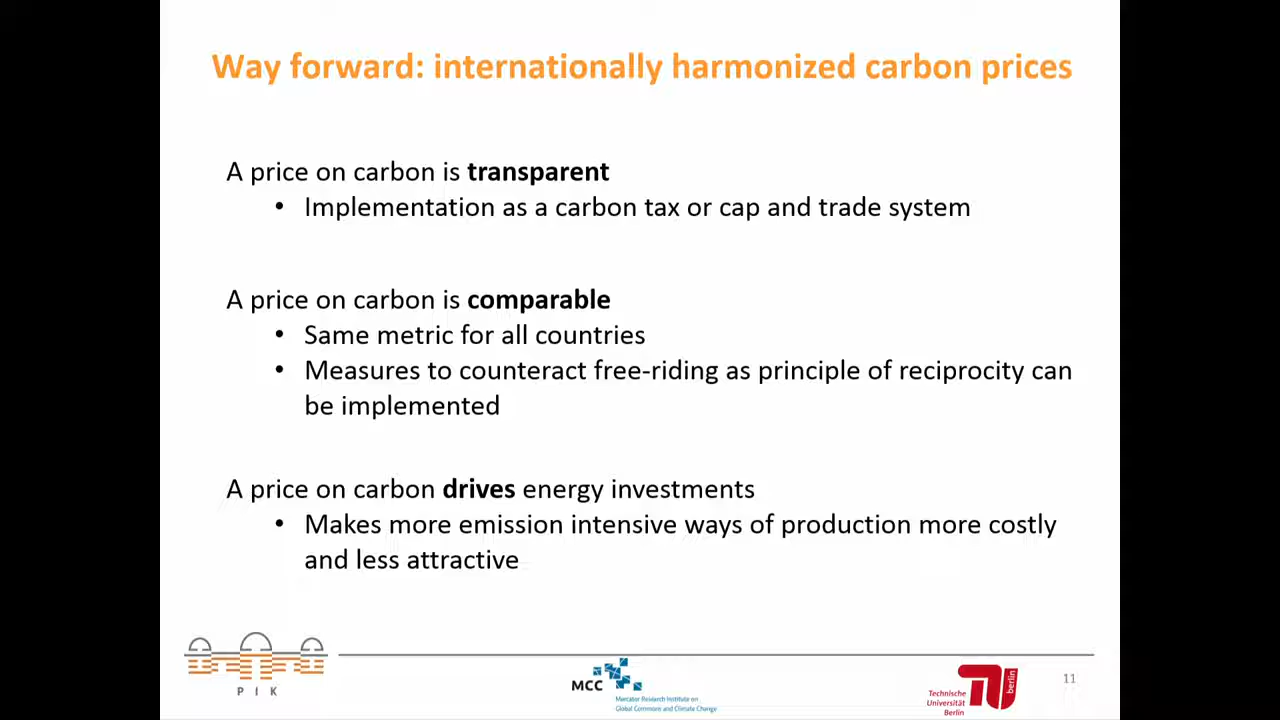 Way forward: internationally harmonized carbon prices
A price on carbon is transparent
• Implementation as a carbon tax or cap and trade system
A price on carbon is comparable
• Same metric for all countries
• Measures to counteract free-riding as principle of reciprocity can
be implemented
A price on carbon drives energy investments
• Makes more emission intensive ways of production more costly
and less attractive
P I K
MCC
Mercator Research Institute on
Global Commons and Climate Change
Technische
Universität
Berlin
berlin
11